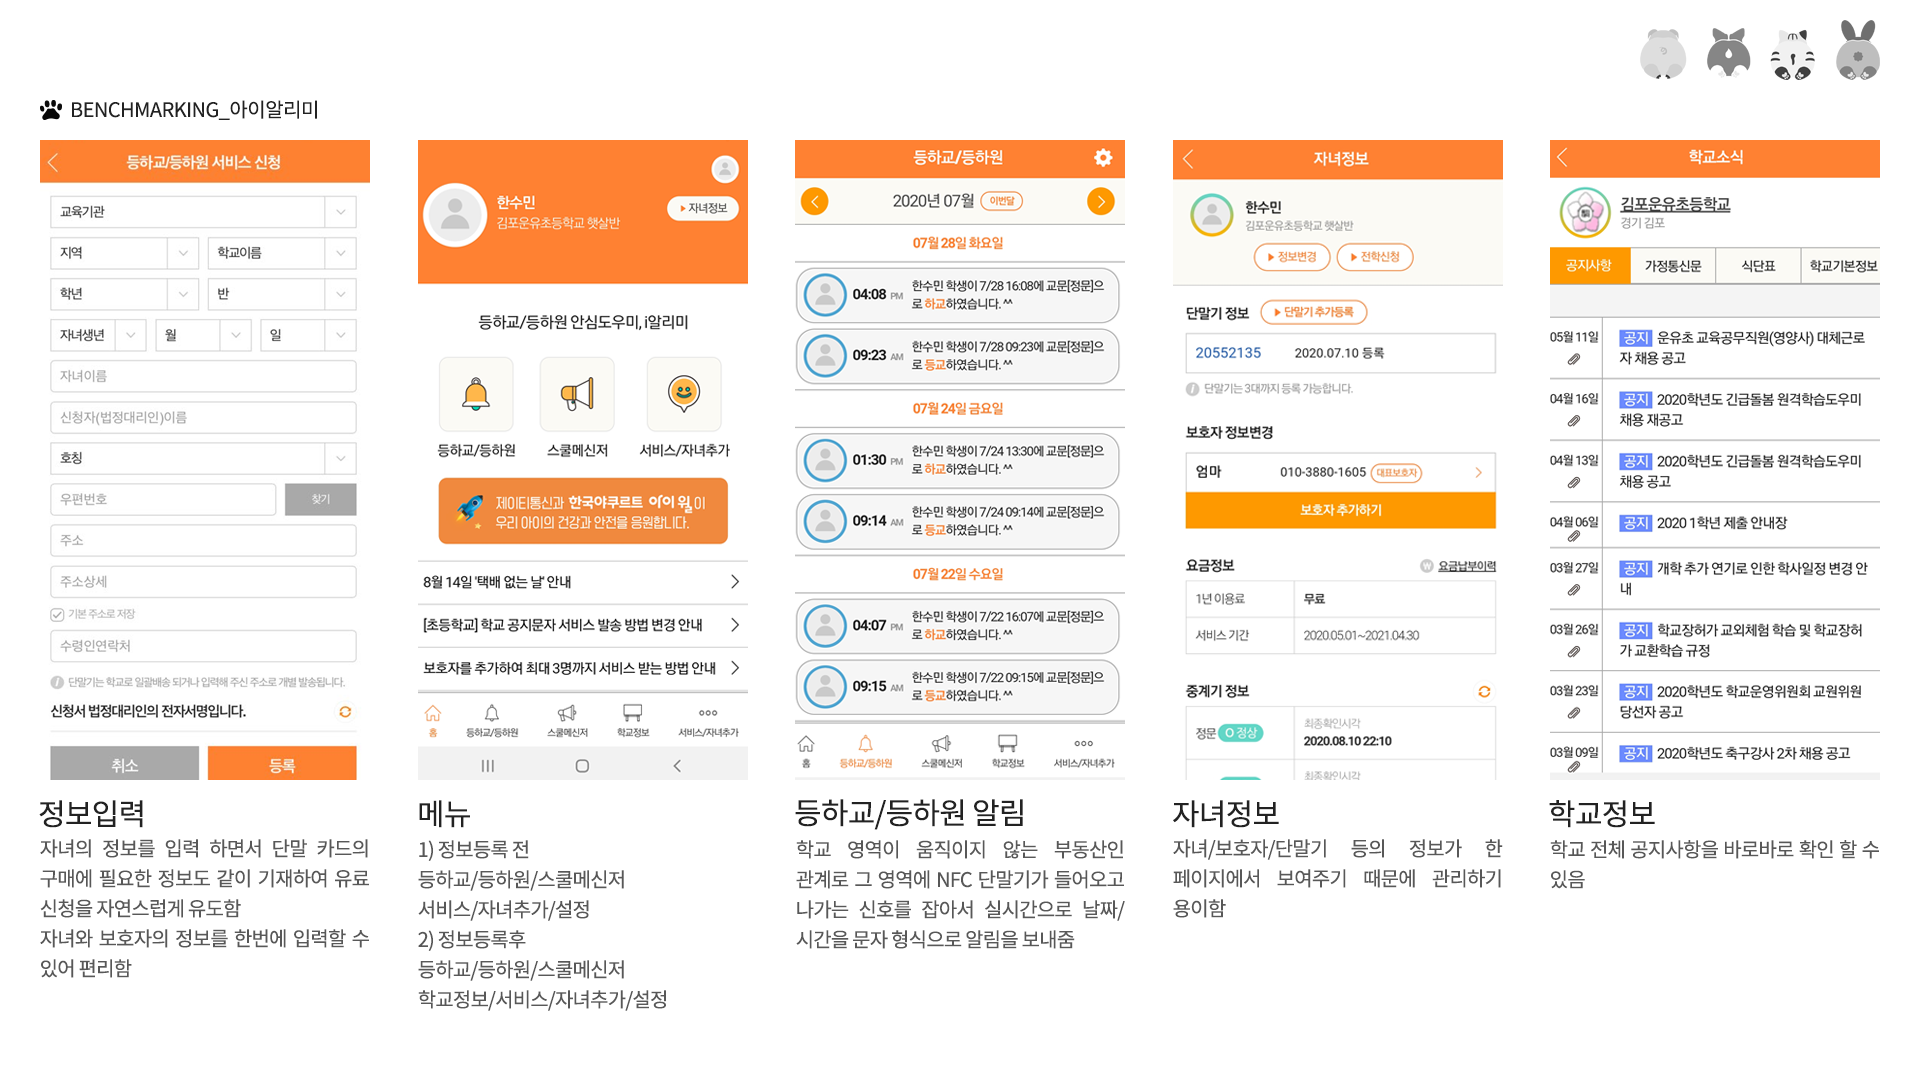 BENCHMARKING_아이알리미
등하교/등하원 서비스 신청
교육기관
지역 학교이름
학년 반
자녀생년 월 일
자녀이름
신청자(법정대리인)이름
호칭
우편번호 찾기
주소
주소상세
기본 주소로 저장
수령인연락처
단말기는 학교로 일괄배송 되거나 입력해 주신 주소로 개별 발송됩니다.
신청서 법정대리인의 전자서명입니다.
취소 등록
정보입력
자녀의 정보를 입력 하면서 단말 카드의
구매에 필요한 정보도 같이 기재하여 유료
신청을 자연스럽게 유도함
자녀와 보호자의 정보를 한번에 입력할 수
있어 편리함
한수민
김포운유초등학교 햇살반
자녀정보
등하교/등하원 안심도우미, i알리미
등하교/등하원 스쿨메신저 서비스/자녀추가
제이티통신과 한국야쿠르트 아이 윌이
우리 아이의 건강과 안전을 응원합니다.
8월 14일 '택배 없는 날' 안내
[초등학교] 학교 공지문자 서비스 발송 방법 변경 안내
보호자를 추가하여 최대 3명까지 서비스 받는 방법 안내
홈 등하교/등하원 스쿨메신저 학교정보 서비스/자녀추가
메뉴
1) 정보등록 전
등하교/등하원/스쿨메신저
서비스/자녀추가/설정
2) 정보등록후
등하교/등하원/스쿨메신저
학교정보/서비스/자녀추가/설정
등하교/등하원
2020년 07월 이번달
07월 28일 화요일
04:08 PM 한수민 학생이 7/28 16:08에 교문[정문]으
로 하교하였습니다. ^^
09:23 AM 한수민 학생이 7/28 09:23에 교문[정문]으
로 등교하였습니다. ^^
07월 24일 금요일
01:30 PM 한수민 학생이 7/24 13:30에 교문[정문]으
로 하교하였습니다. ^^
09:14 AM 한수민 학생이 7/24 09:14에 교문[정문]으
로 등교하였습니다. ^^
07월 22일 수요일
04:07 PM 한수민 학생이 7/22 16:07에 교문[정문]으
로 하교하였습니다. ^^
09:15 AM 한수민 학생이 7/22 09:15에 교문[정문]으
로 등교하였습니다. ^^
홈 등하교/등하원 스쿨메신저 학교정보 서비스/자녀추가
등하교/등하원 알림
학교 영역이 움직이지 않는 부동산인
관계로 그 영역에 NFC 단말기가 들어오고
나가는 신호를 잡아서 실시간으로 날짜/
시간을 문자 형식으로 알림을 보내줌
자녀정보
한수민
김포운유초등학교 햇살반
정보변경 전학신청
단말기 정보 단말기 추가등록
20552135 2020.07.10 등록
단말기는 3대까지 등록 가능합니다.
보호자 정보변경
엄마 010-3880-1605 대표보호자
보호자 추가하기
요금정보 요금납부이력
1년 이용료 무료
서비스 기간 2020.05.01~2021.04.30
중계기 정보
정문 정상 최종확인시각
2020.08.10 22:10
최종확인시각
자녀정보
자녀/보호자/단말기 등의 정보가 한
페이지에서 보여주기 때문에 관리하기
용이함
학교소식
김포운유초등학교
경기 김포
공지사항 가정통신문 식단표 학교기본정보
05월 11일 공지 운유초 교육공무직원(영양사) 대체근로
자 채용 공고
04월 16일 공지 2020학년도 긴급돌봄 원격학습도우미
채용 재공고
04월 13일 공지 2020학년도 긴급돌봄 원격학습도우미
채용 공고
04월 06일 공지 2020 1학년 제출 안내장
03월 27일 공지 개학 추가 연기로 인한 학사일정 변경 안
내
03월 26일 공지 학교장허가 교외체험 학습 및 학교장허
가 교환학습 규정
03월 23일 공지 2020학년도 학교운영위원회 교원위원
당선자 공고
03월 09일 공지 2020학년도 축구강사 2차 채용 공고
학교정보
학교 전체 공지사항을 바로바로 확인 할 수
있음